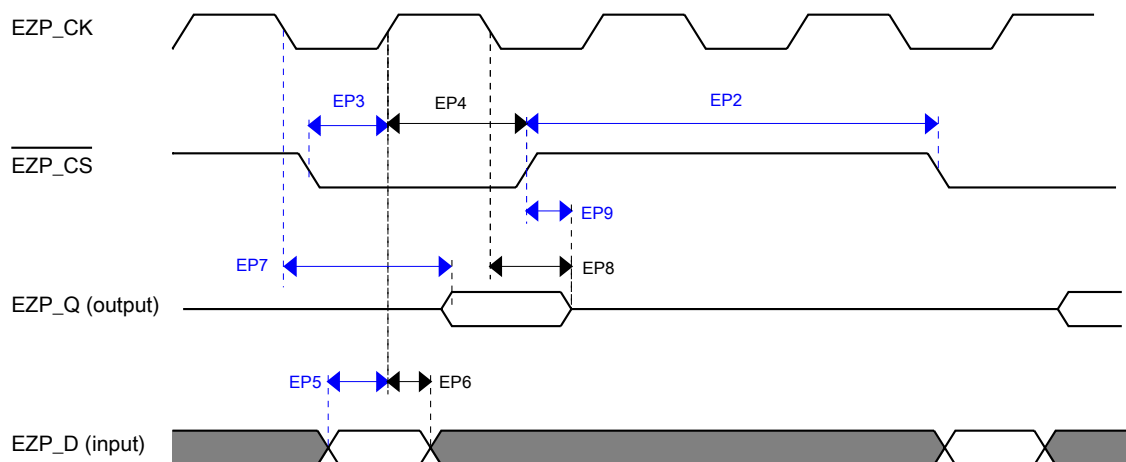 EZP_CK
EP3
EP4
EP2
EZP_CS
EP9
EP7
EP8
EZP_Q (output)
EP5
EP6
EZP_D (input)